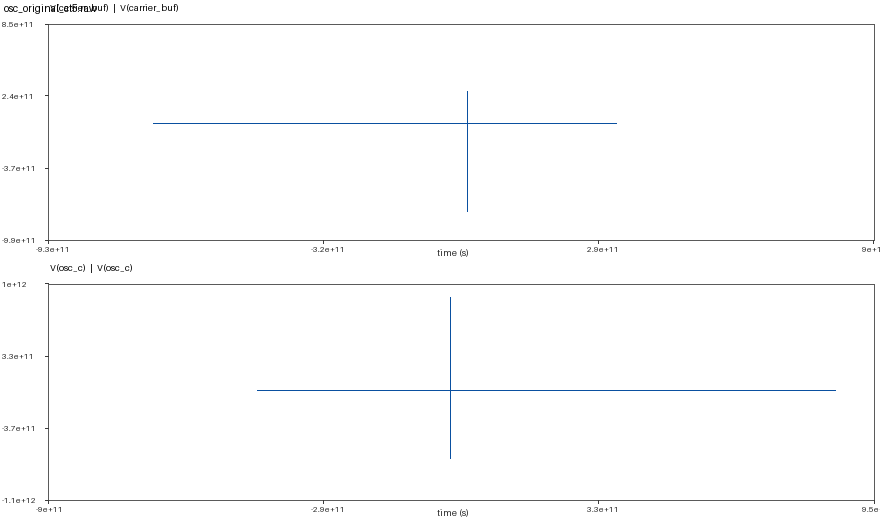 osc_original V(carrier_buf) | V(carrier_buf)
8.5e+11
2.4e+11
-3.7e+11
-9.9e+11
-9.3e+11 -3.2e+11 2.9e+11 9e+1
time (s)
V(osc_c) | V(osc_c)
1e+12
3.3e+11
-3.7e+11
-1.1e+12
-9e+11 -2.9e+11 3.3e+11 9.5e-
time (s)